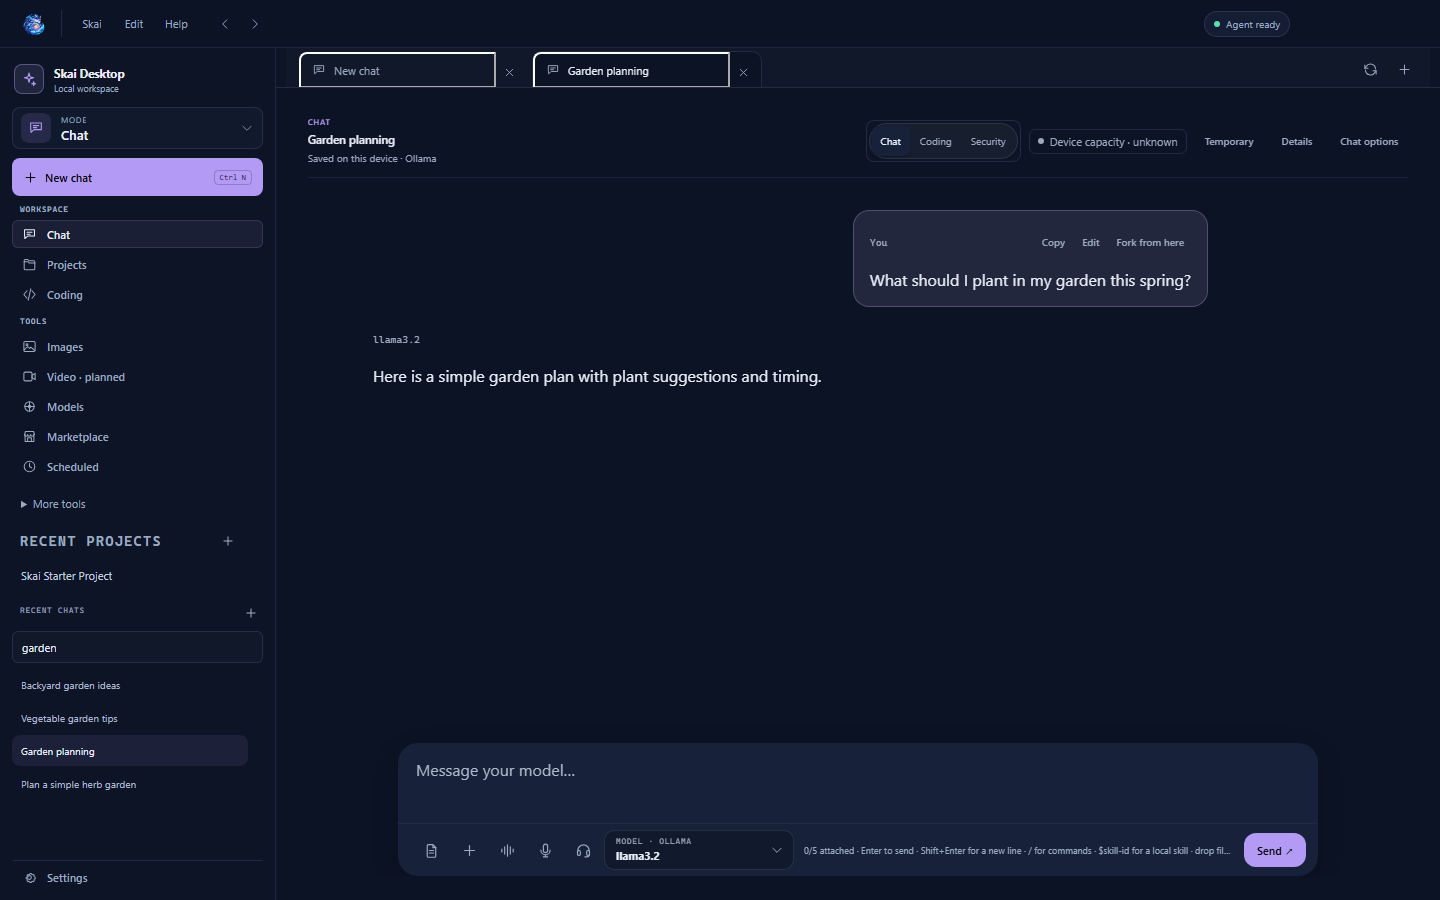 Skai Edit Help
Agent ready
Skai Desktop
Local workspace
MODE
Chat
New chat Ctrl N
WORKSPACE
Chat
Projects
Coding
TOOLS
Images
Video · planned
Models
Marketplace
Scheduled
More tools
RECENT PROJECTS
Skai Starter Project
RECENT CHATS
garden
Backyard garden ideas
Vegetable garden tips
Garden planning
Plan a simple herb garden
Settings
New chat
Garden planning
CHAT
Garden planning
Saved on this device · Ollama
Chat Coding Security
Device capacity · unknown
Temporary Details Chat options
You Copy Edit Fork from here
What should I plant in my garden this spring?
llama3.2
Here is a simple garden plan with plant suggestions and timing.
Message your model...
MODEL · OLLAMA
llama3.2
0/5 attached · Enter to send · Shift+Enter for a new line · / for commands · $skill-id for a local skill · drop fil...
Send ↗